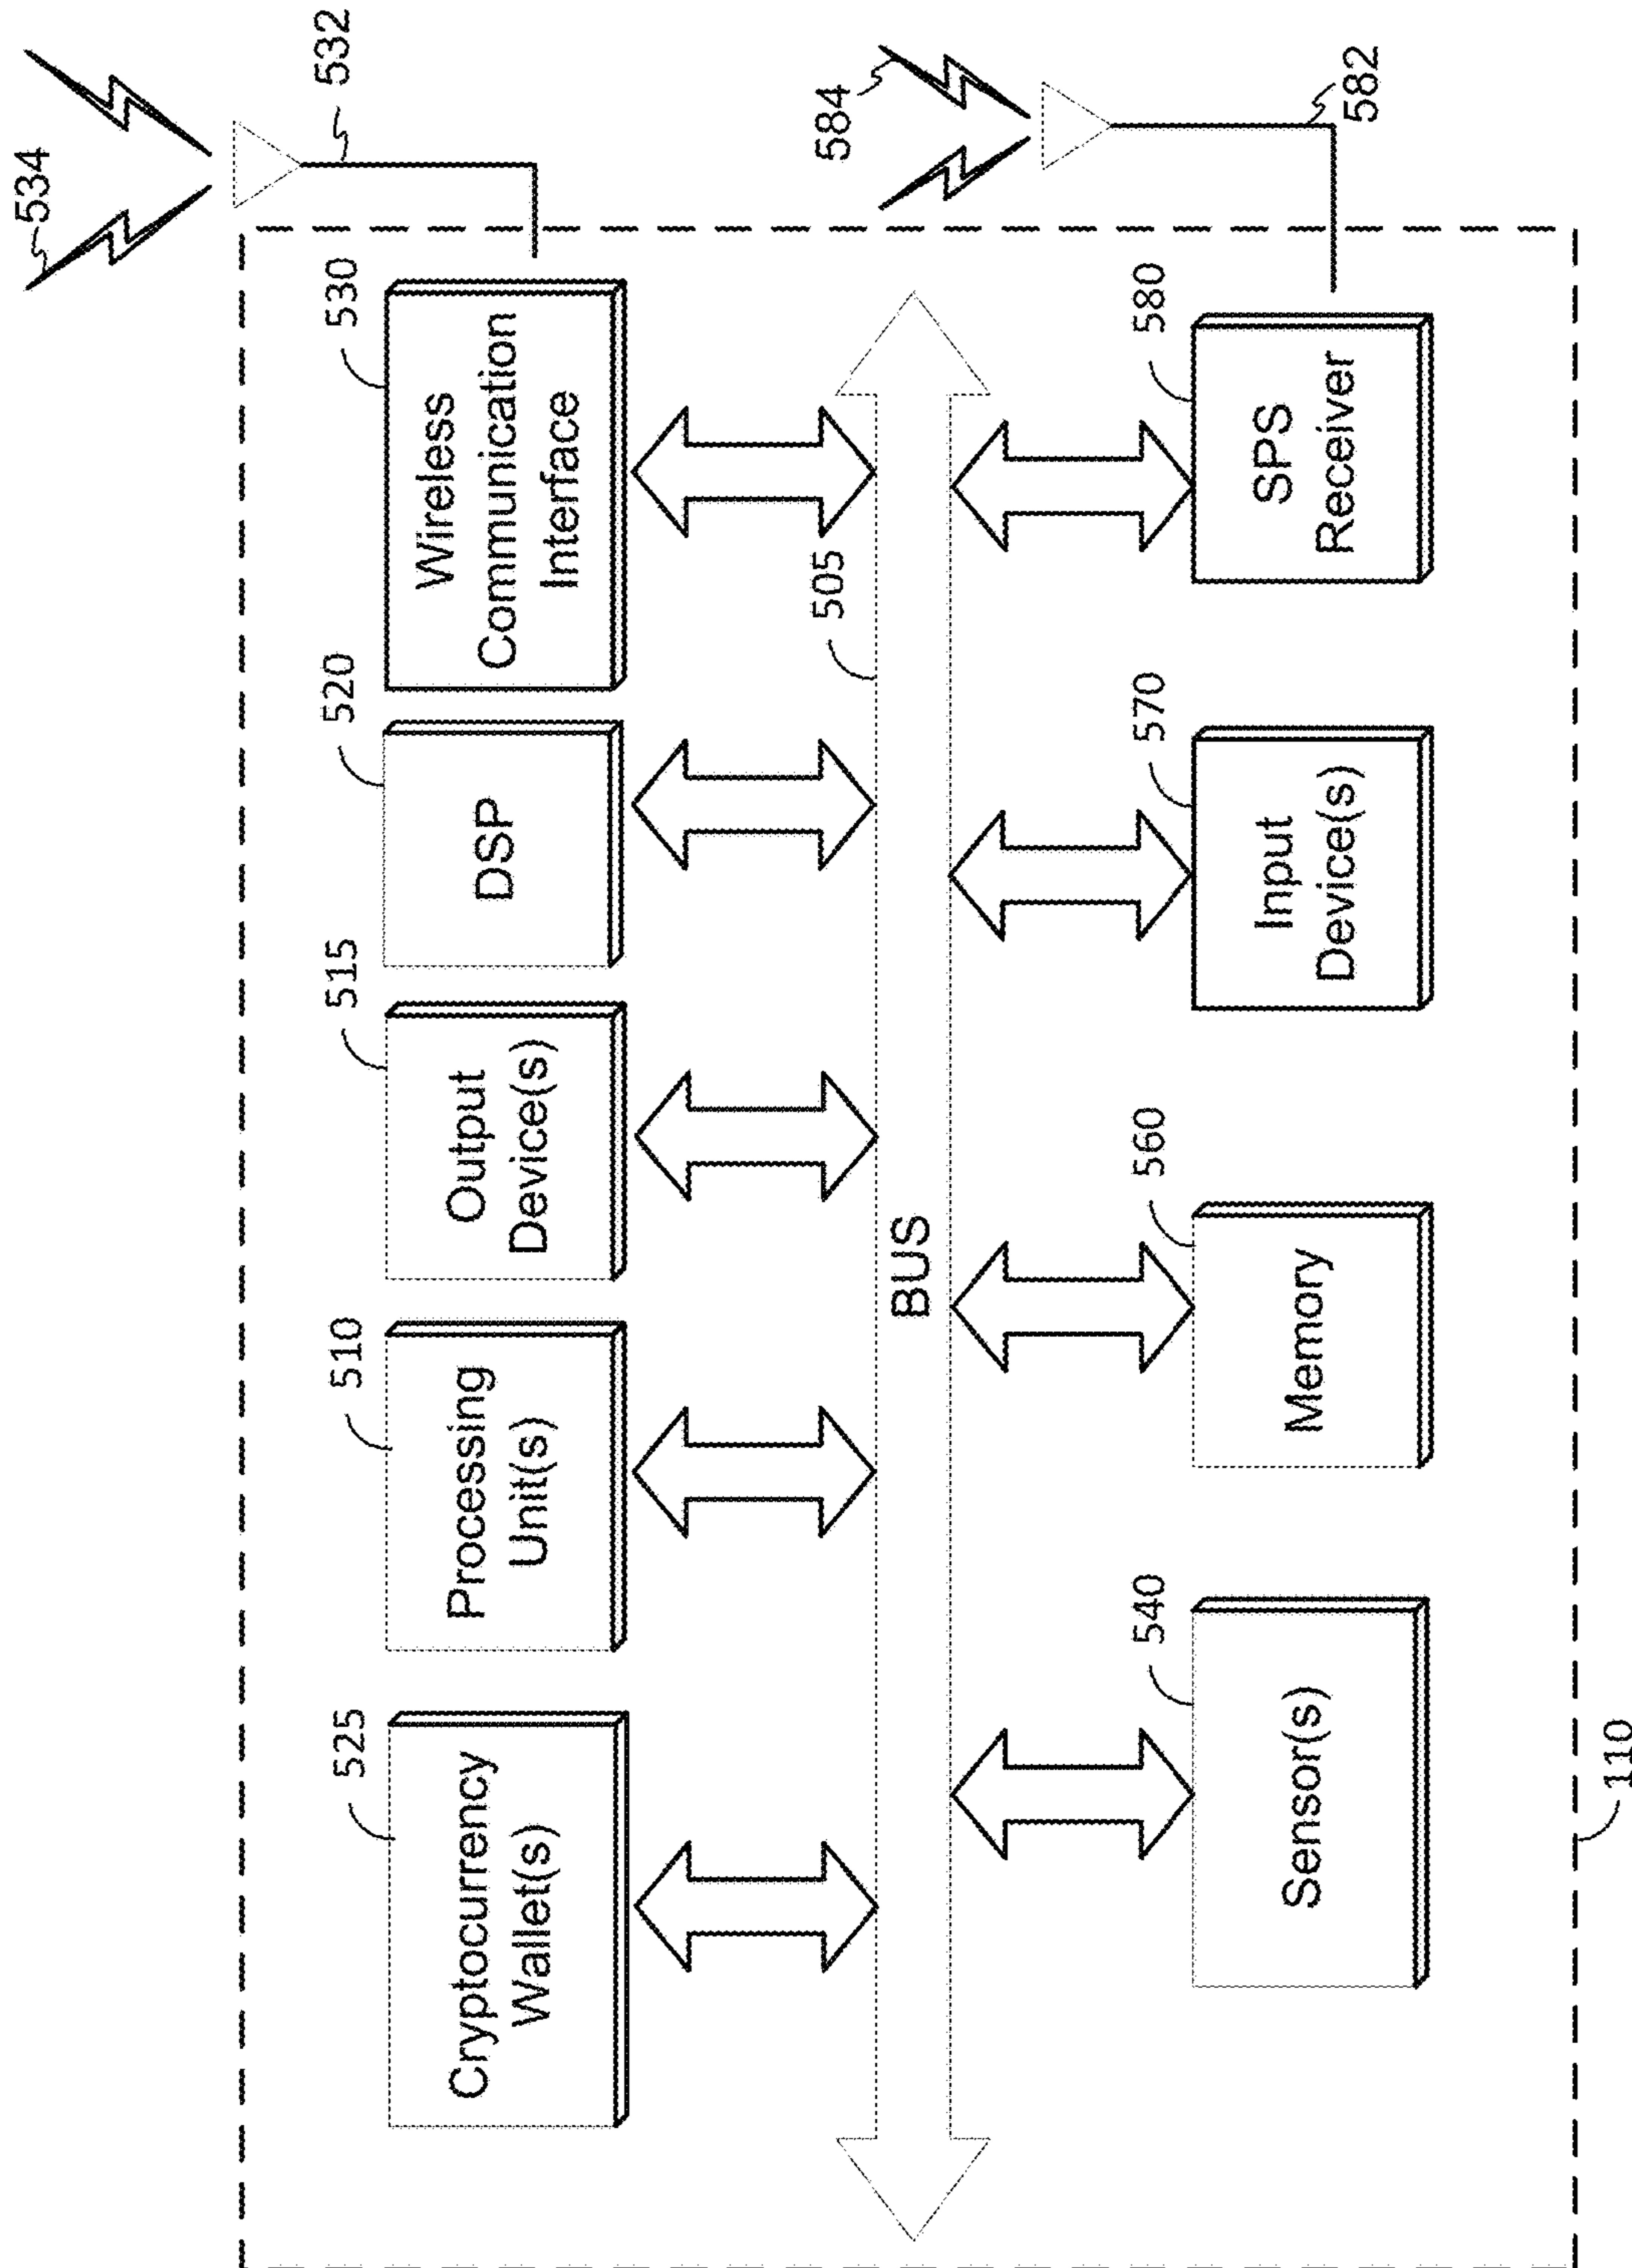 534
532
530
Wireless
Communication
Interface
520
DSP
515
Output
Device(s)
510
Processing
Unit(s)
525
Cryptocurrency
Wallet(s)
505
BUS
584
582
580
SPS
Receiver
570
Input
Device(s)
560
Memory
540
Sensor(s)
110